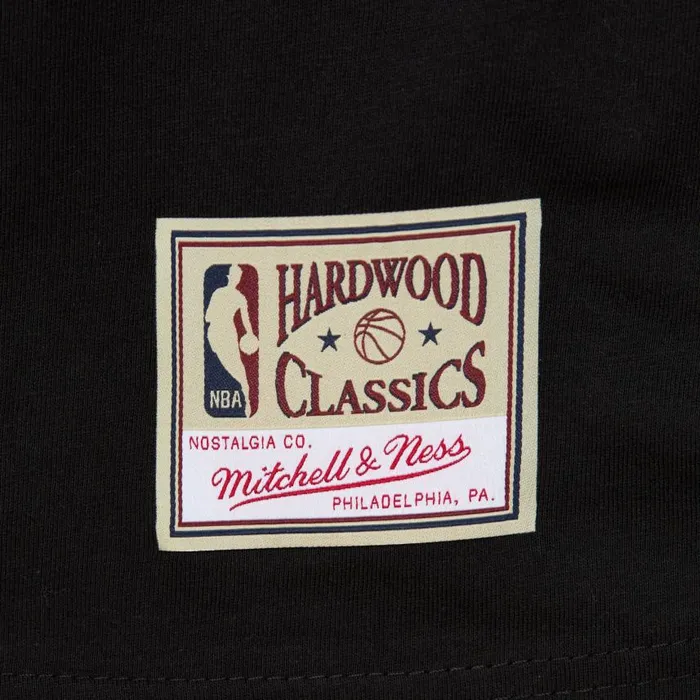 HARDWOOD
CLASSICS
NBA
NOSTALGIA CO.
Mitchell & Ness
PHILADELPHIA, PA.